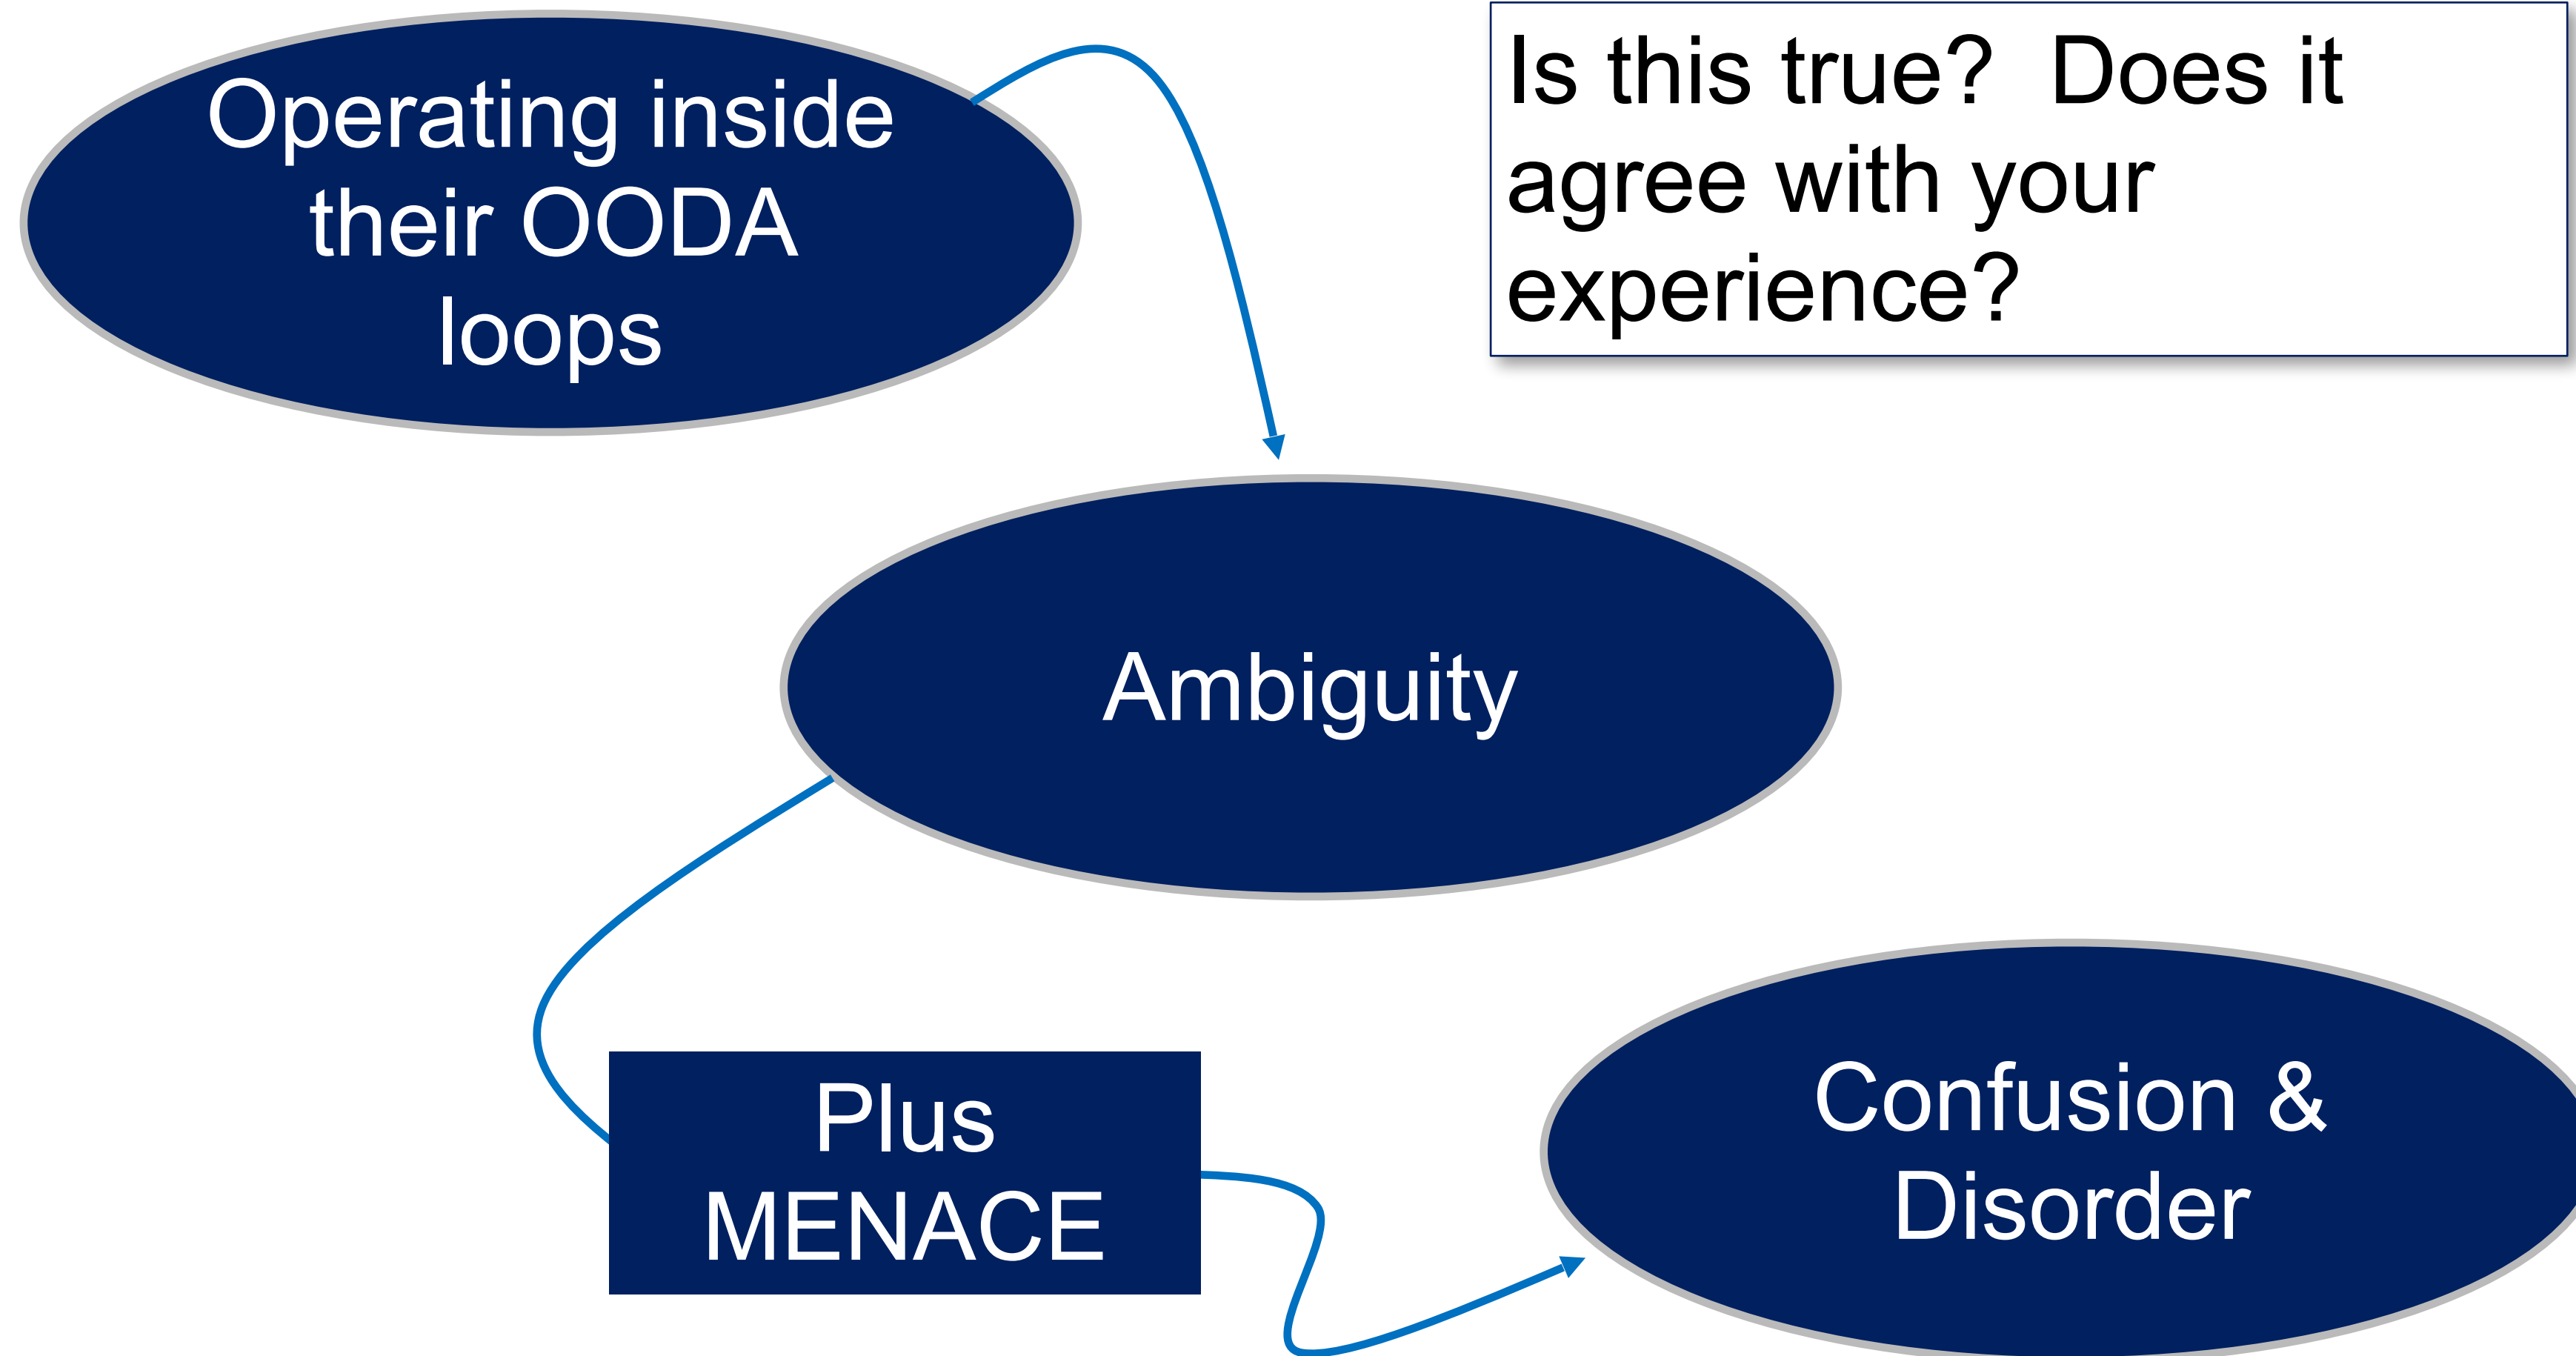 Operating inside
their OODA
loops
Is this true?  Does it
agree with your
experience?
Ambiguity
Plus
MENACE
Confusion &
Disorder